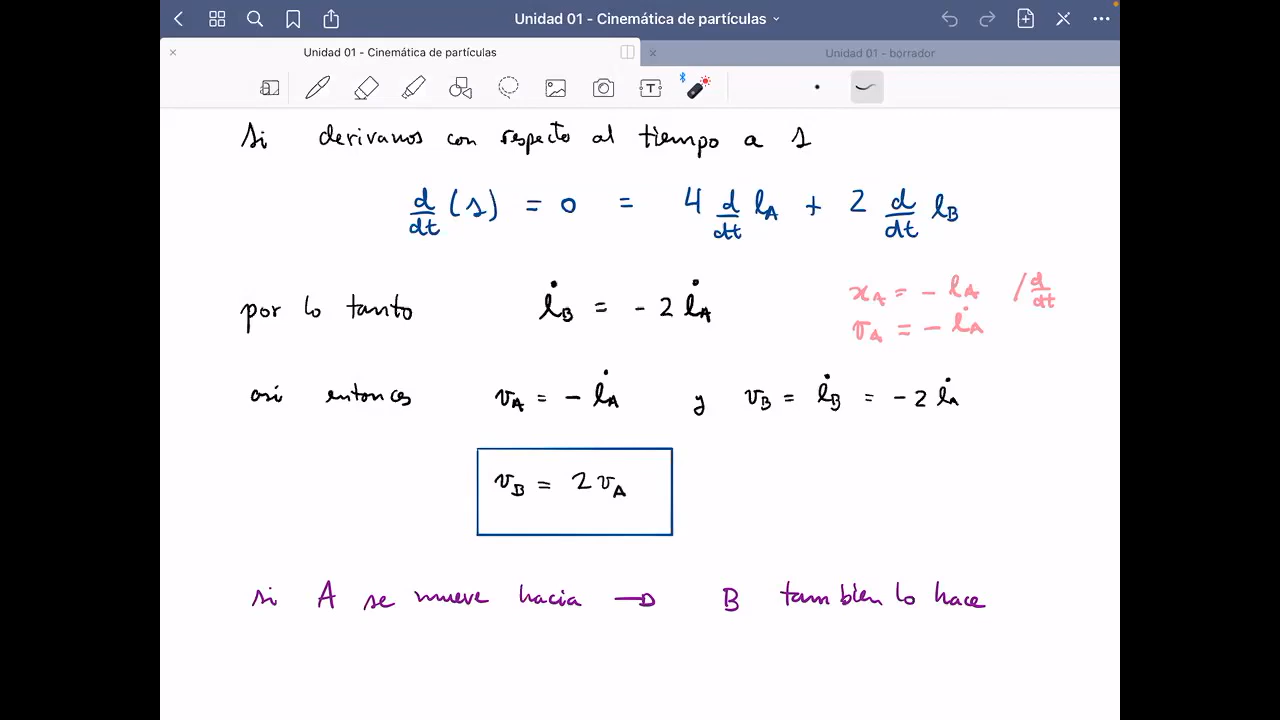 Unidad 01 - Cinemática de partículas
Unidad 01 - Cinemática de partículas
Unidad 01 - borrador
T
Si derivamos con respecto al tiempo a s
d/dt (s) = 0 = 4 d/dt l_A + 2 d/dt l_B
por lo tanto l̇_B = - 2 l̇_A
x_A = - l_A / d/dt
v_A = - l̇_A
así entonces v_A = - l̇_A y v_B = l̇_B = - 2 l̇_A
v_B = 2 v_A
si A se mueve hacia → B también lo hace